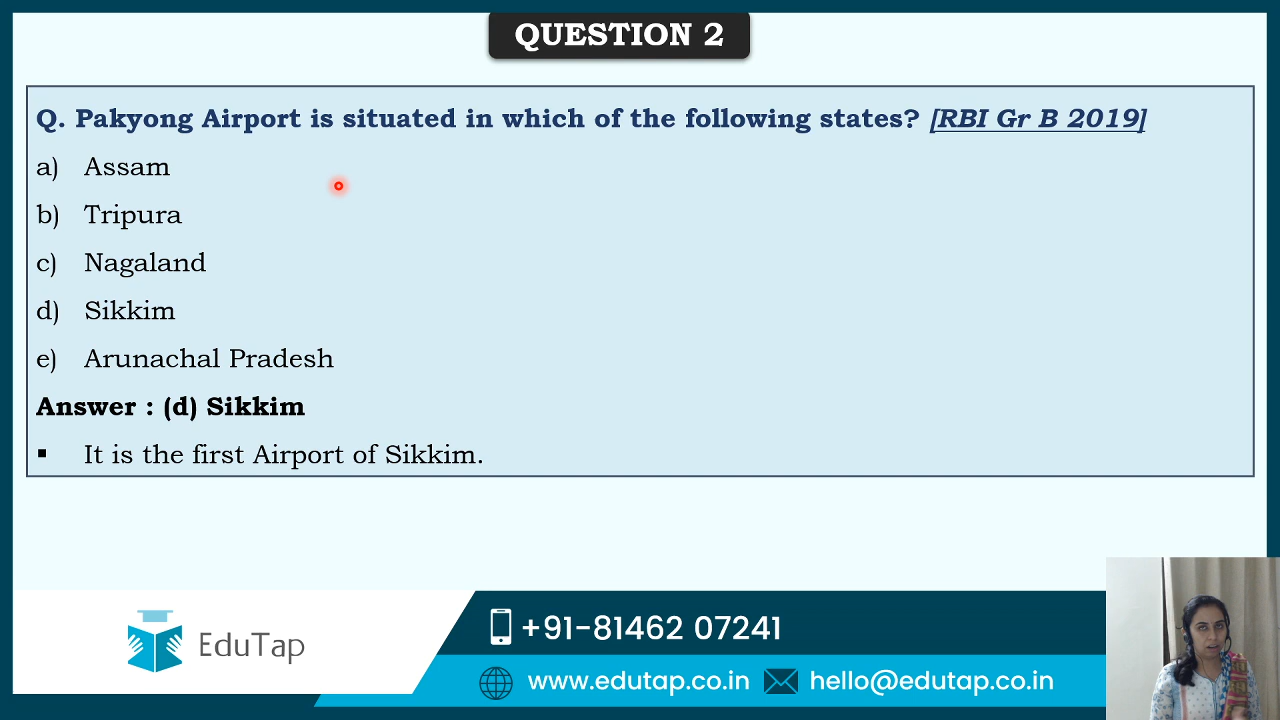 QUESTION 2
Q. Pakyong Airport is situated in which of the following states? [RBI Gr B 2019]
a) Assam
b) Tripura
c) Nagaland
d) Sikkim
e) Arunachal Pradesh
Answer : (d) Sikkim
▪ It is the first Airport of Sikkim.
EduTap
+91-81462 07241
www.edutap.co.in
hello@edutap.co.in